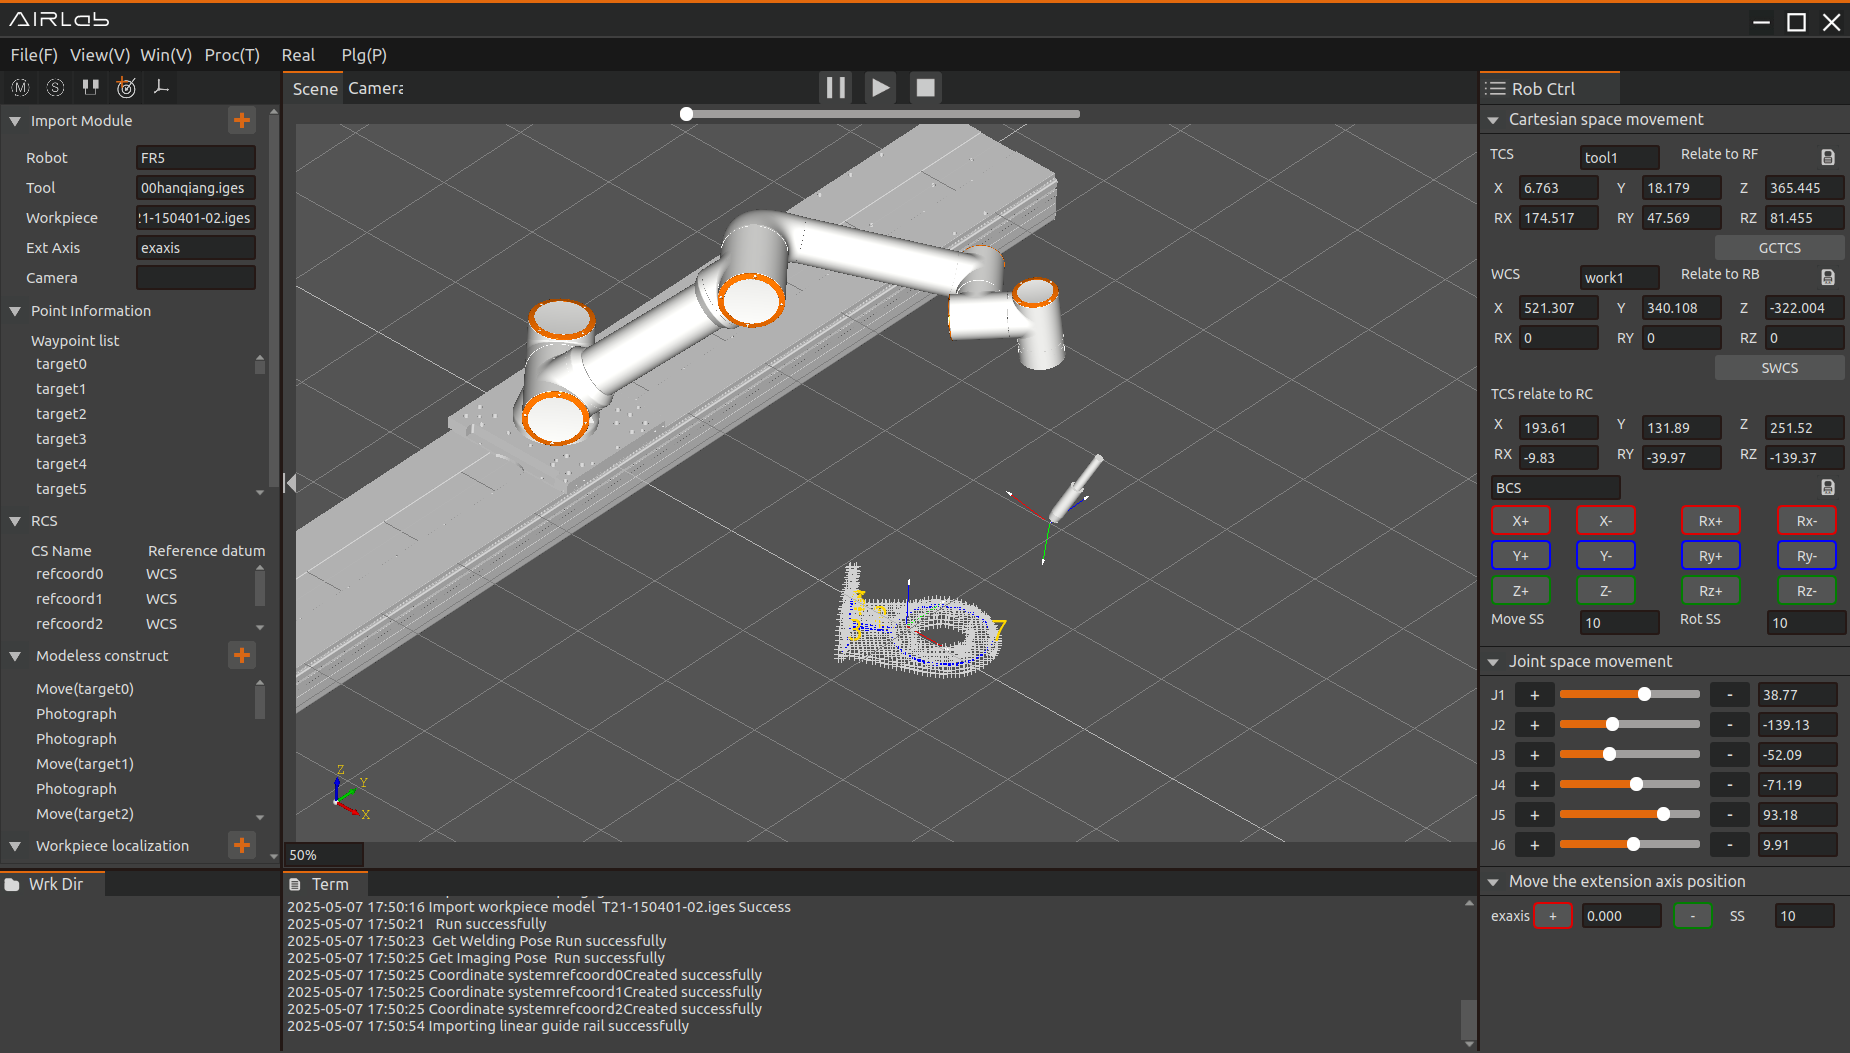 AIRLab
File(F) View(V) Win(V) Proc(T) Real Plg(P)
M S
Import Module
Robot FR5
Tool 00hanqiang.iges
Workpiece 21-150401-02.iges
Ext Axis exaxis
Camera
Point Information
Waypoint list
target0
target1
target2
target3
target4
target5
RCS
CS Name Reference datum
refcoord0 WCS
refcoord1 WCS
refcoord2 WCS
Modeless construct
Move(target0)
Photograph
Photograph
Move(target1)
Photograph
Move(target2)
Workpiece localization
Wrk Dir
Scene Camera
3
7
Z
Y
X
50%
Term
2025-05-07 17:50:16 Import workpiece model T21-150401-02.iges Success
2025-05-07 17:50:21 Run successfully
2025-05-07 17:50:23 Get Welding Pose Run successfully
2025-05-07 17:50:25 Get Imaging Pose Run successfully
2025-05-07 17:50:25 Coordinate systemrefcoord0Created successfully
2025-05-07 17:50:25 Coordinate systemrefcoord1Created successfully
2025-05-07 17:50:25 Coordinate systemrefcoord2Created successfully
2025-05-07 17:50:54 Importing linear guide rail successfully
Rob Ctrl
Cartesian space movement
TCS tool1 Relate to RF
X 6.763 Y 18.179 Z 365.445
RX 174.517 RY 47.569 RZ 81.455
GCTCS
WCS work1 Relate to RB
X 521.307 Y 340.108 Z -322.004
RX 0 RY 0 RZ 0
SWCS
TCS relate to RC
X 193.61 Y 131.89 Z 251.52
RX -9.83 RY -39.97 RZ -139.37
BCS
X+ X- Rx+ Rx-
Y+ Y- Ry+ Ry-
Z+ Z- Rz+ Rz-
Move SS 10 Rot SS 10
Joint space movement
J1 + - 38.77
J2 + - -139.13
J3 + - -52.09
J4 + - -71.19
J5 + - 93.18
J6 + - 9.91
Move the extension axis position
exaxis + 0.000 - SS 10